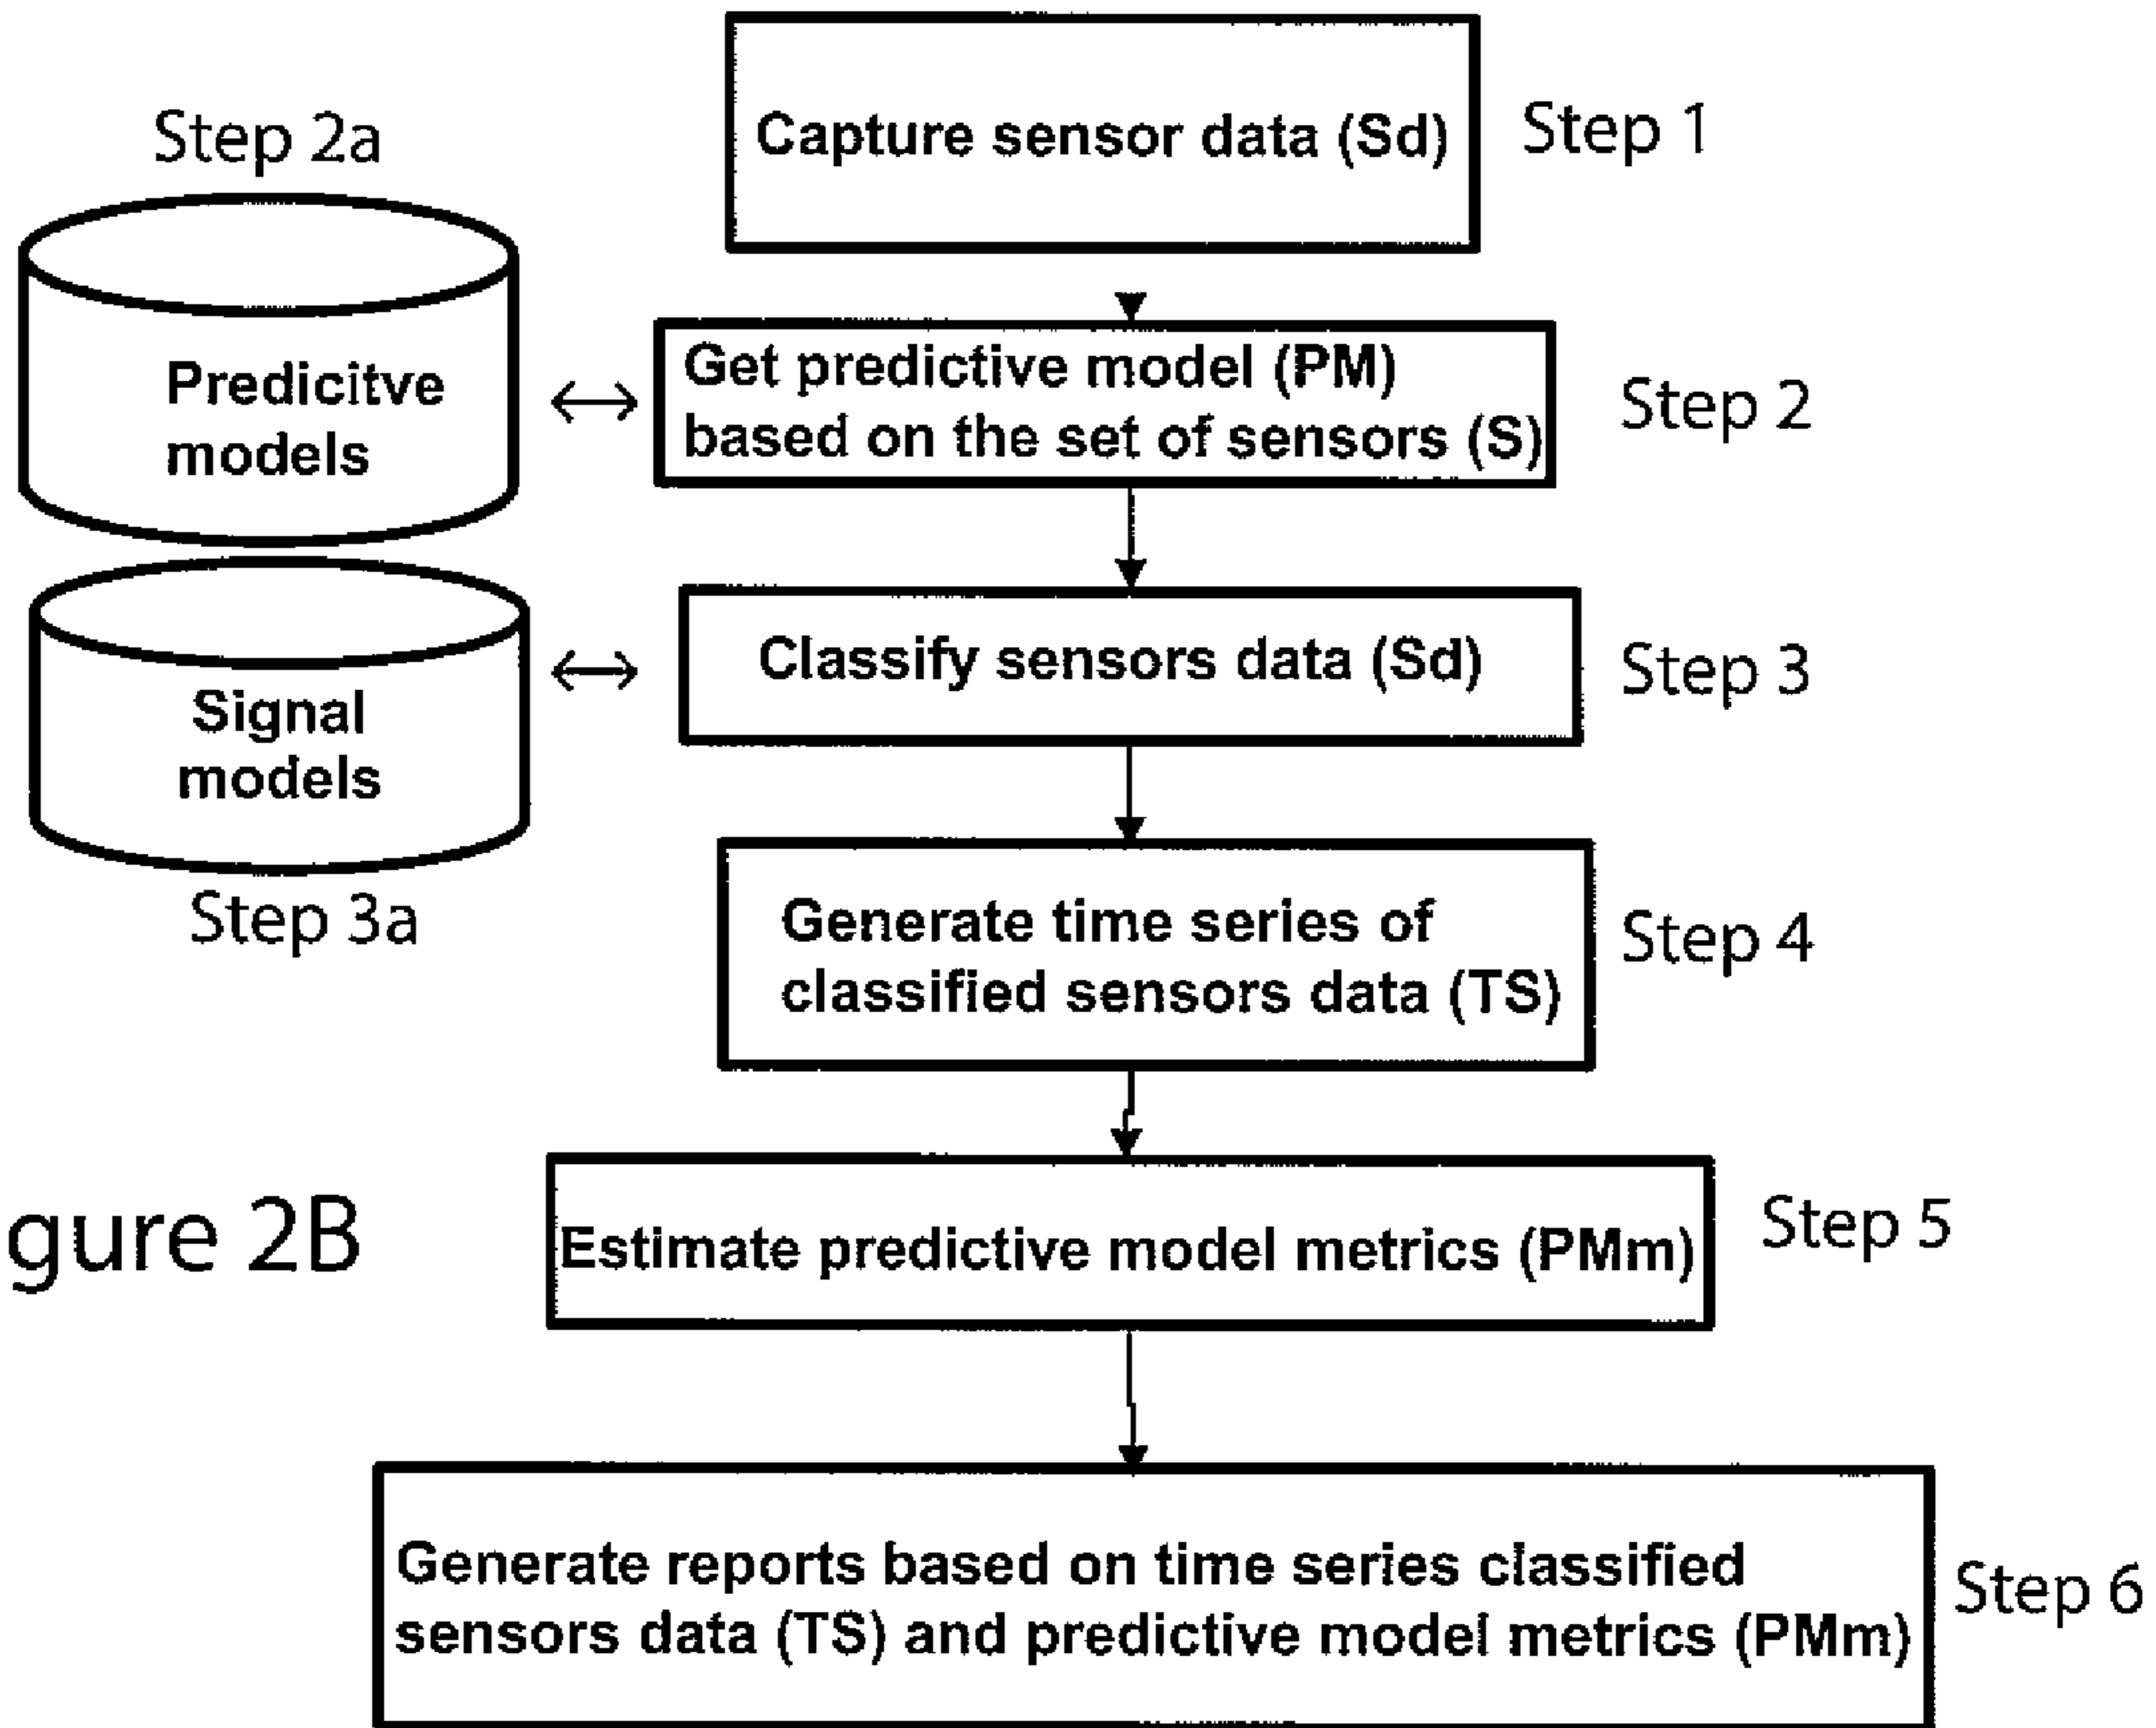 Capture sensor data (Sd)
Step 1
Step 2a
Predicitve
models
Get predictive model (PM)
based on the set of sensors (S)
Step 2
Signal
models
Step 3a
Classify sensors data (Sd)
Step 3
Generate time series of
classified sensors data (TS)
Step 4
gure 2B
Estimate predictive model metrics (PMm)
Step 5
Generate reports based on time series classified
sensors data (TS) and predictive model metrics (PMm)
Step 6